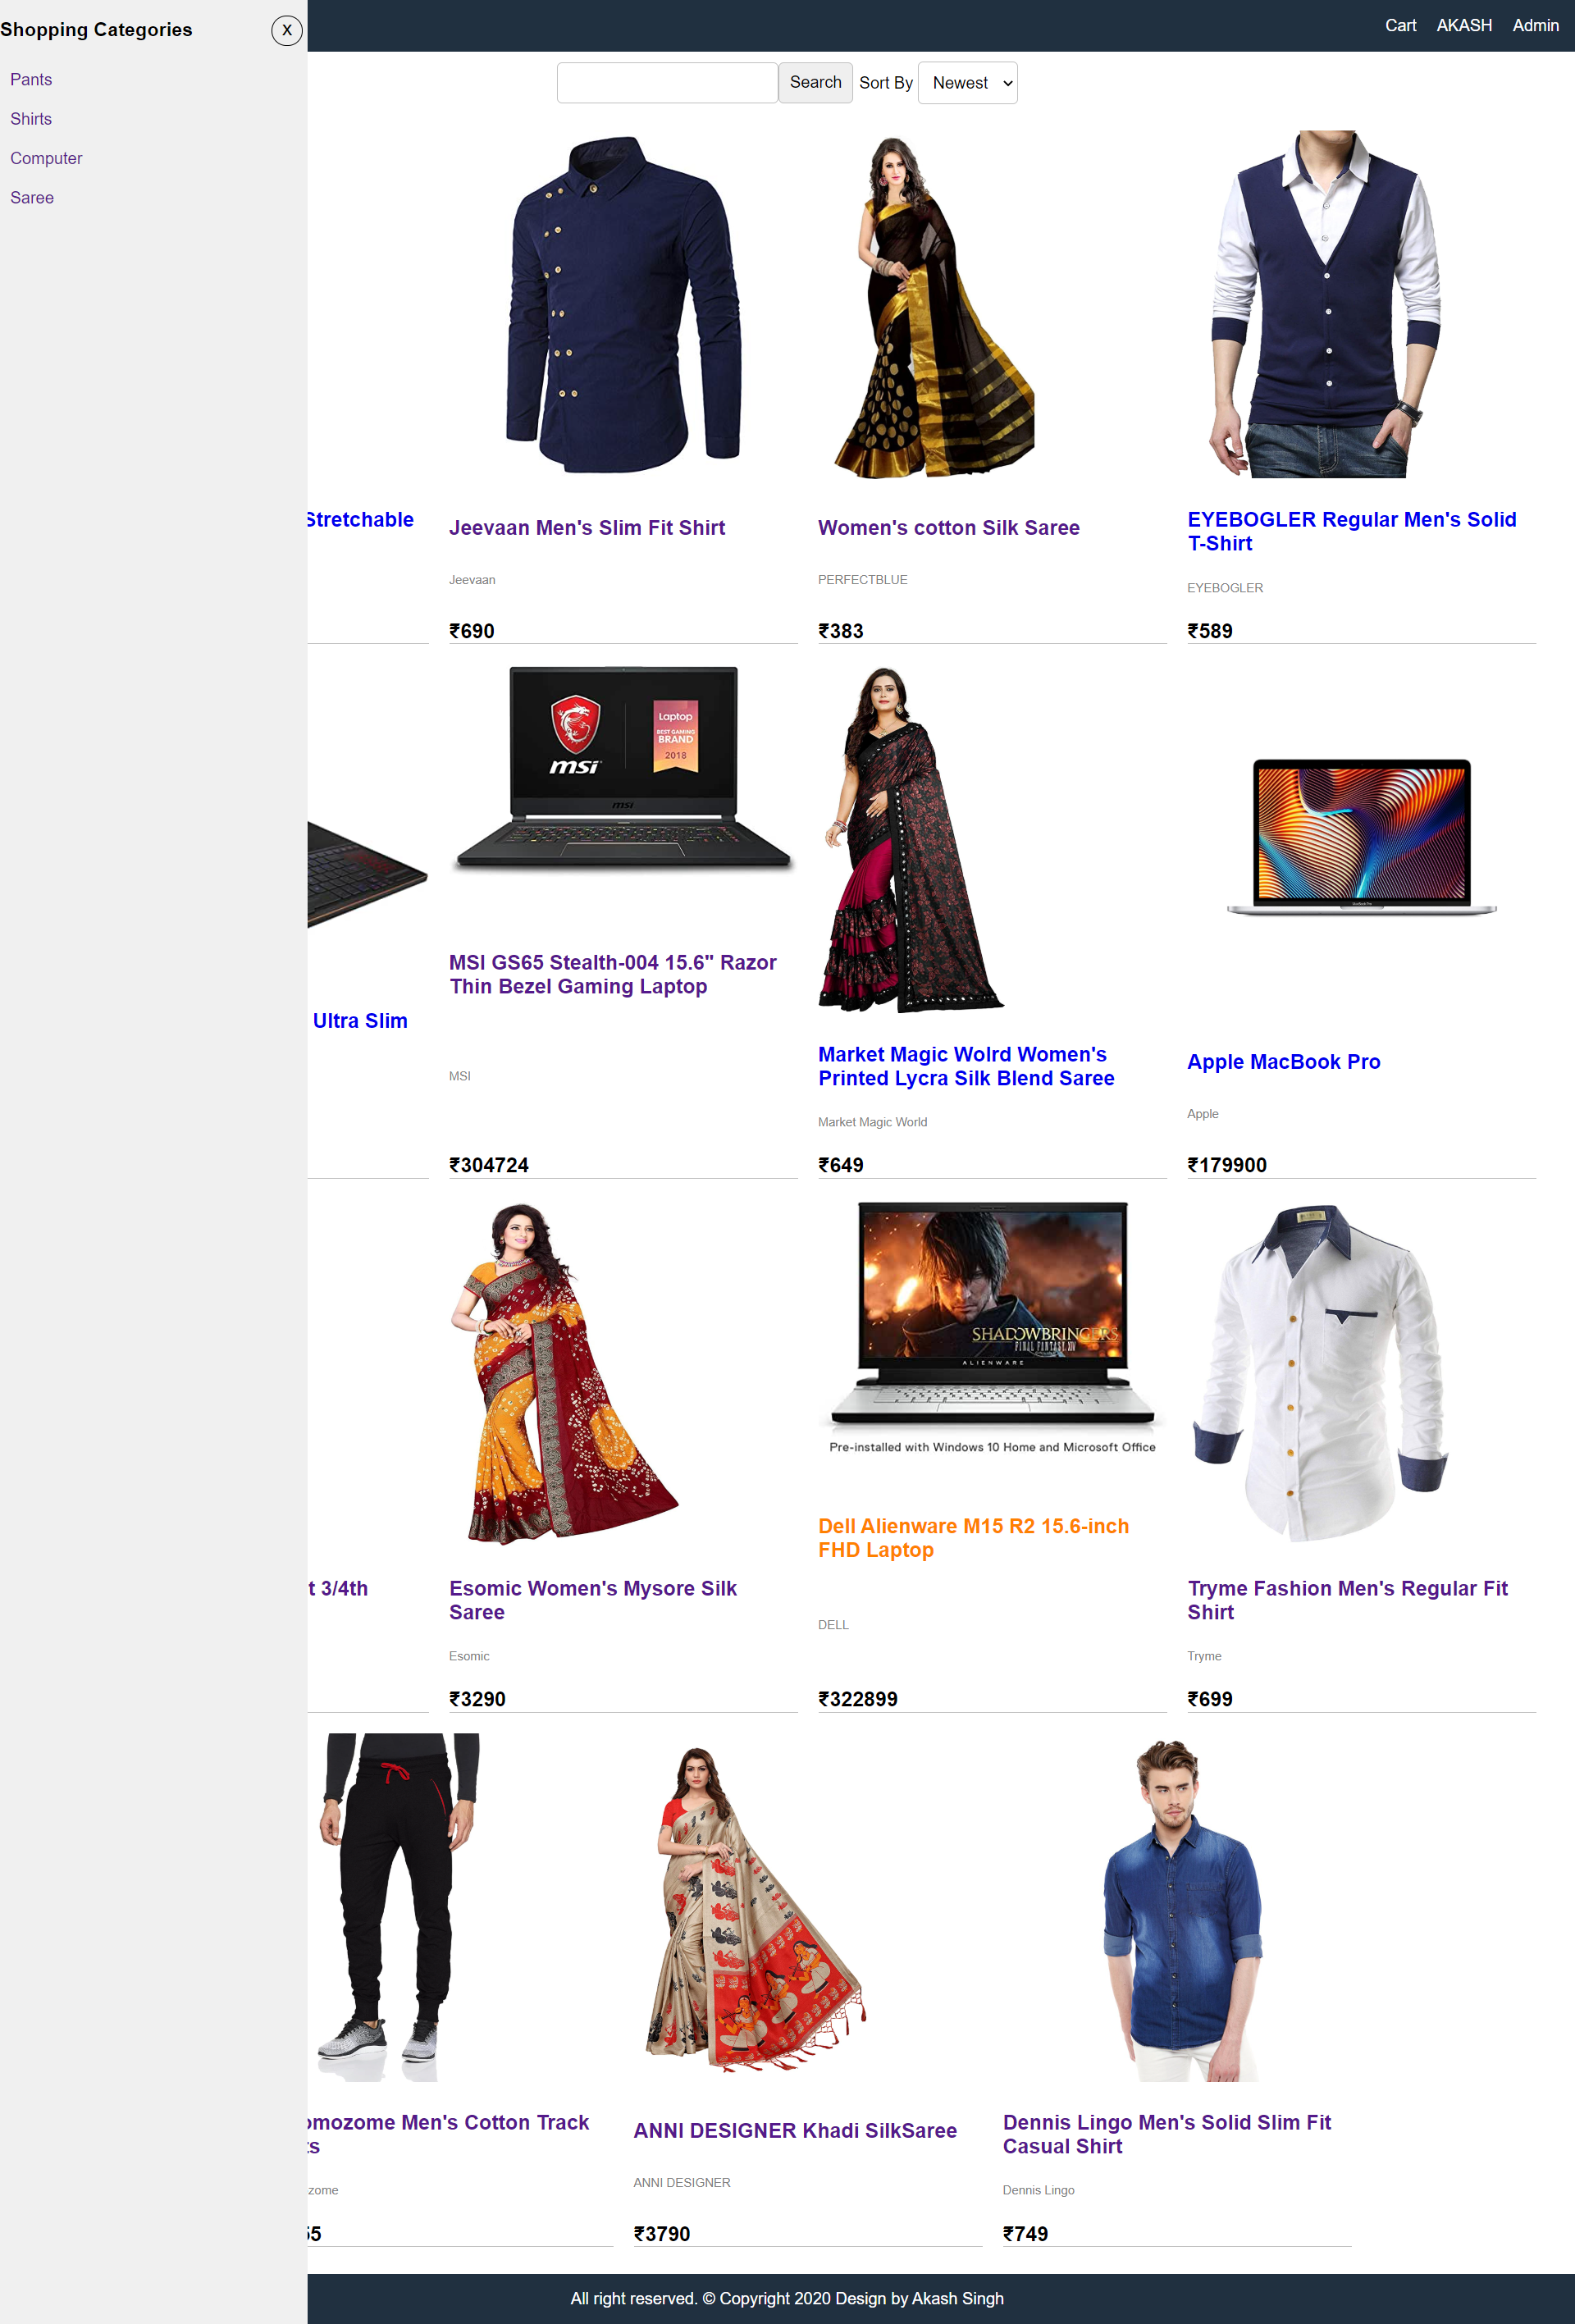 Shopping Categories
X
Cart AKASH Admin
Pants
Shirts
Computer
Saree
Search Sort By Newest
Stretchable
Jeevaan Men's Slim Fit Shirt
Jeevaan
₹690
Women's cotton Silk Saree
PERFECTBLUE
₹383
EYEBOGLER Regular Men's Solid
T-Shirt
EYEBOGLER
₹589
Ultra Slim
msi
Laptop
BEST GAMING
BRAND
2018
msi
MSI GS65 Stealth-004 15.6" Razor
Thin Bezel Gaming Laptop
MSI
₹304724
Market Magic Wolrd Women's
Printed Lycra Silk Blend Saree
Market Magic World
₹649
MacBook Pro
Apple MacBook Pro
Apple
₹179900
t 3/4th
Esomic Women's Mysore Silk
Saree
Esomic
₹3290
SHADOWBRINGERS
FINAL FANTASY XIV
ALIENWARE
Pre-installed with Windows 10 Home and Microsoft Office
Dell Alienware M15 R2 15.6-inch
FHD Laptop
DELL
₹322899
Tryme Fashion Men's Regular Fit
Shirt
Tryme
₹699
omozome Men's Cotton Track
ts
zome
55
ANNI DESIGNER Khadi SilkSaree
ANNI DESIGNER
₹3790
Dennis Lingo Men's Solid Slim Fit
Casual Shirt
Dennis Lingo
₹749
All right reserved. © Copyright 2020 Design by Akash Singh